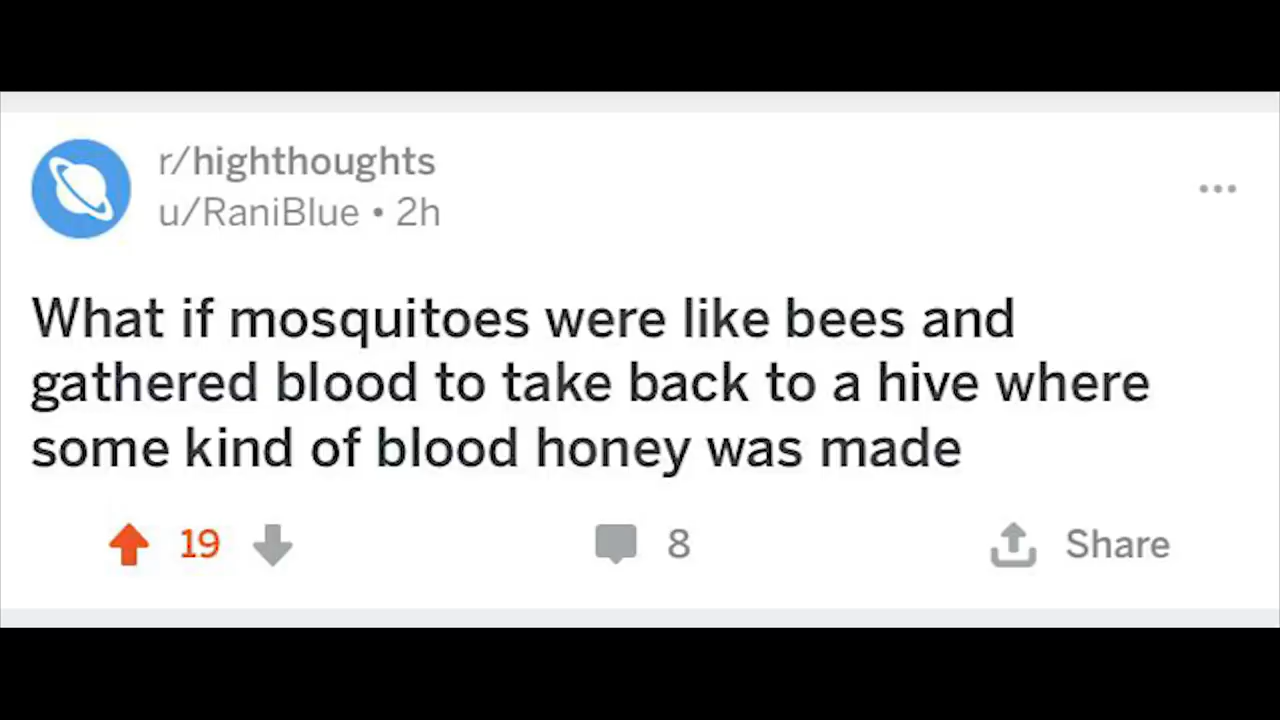 r/highthoughts
u/RaniBlue • 2h
What if mosquitoes were like bees and
gathered blood to take back to a hive where
some kind of blood honey was made
19 8 Share